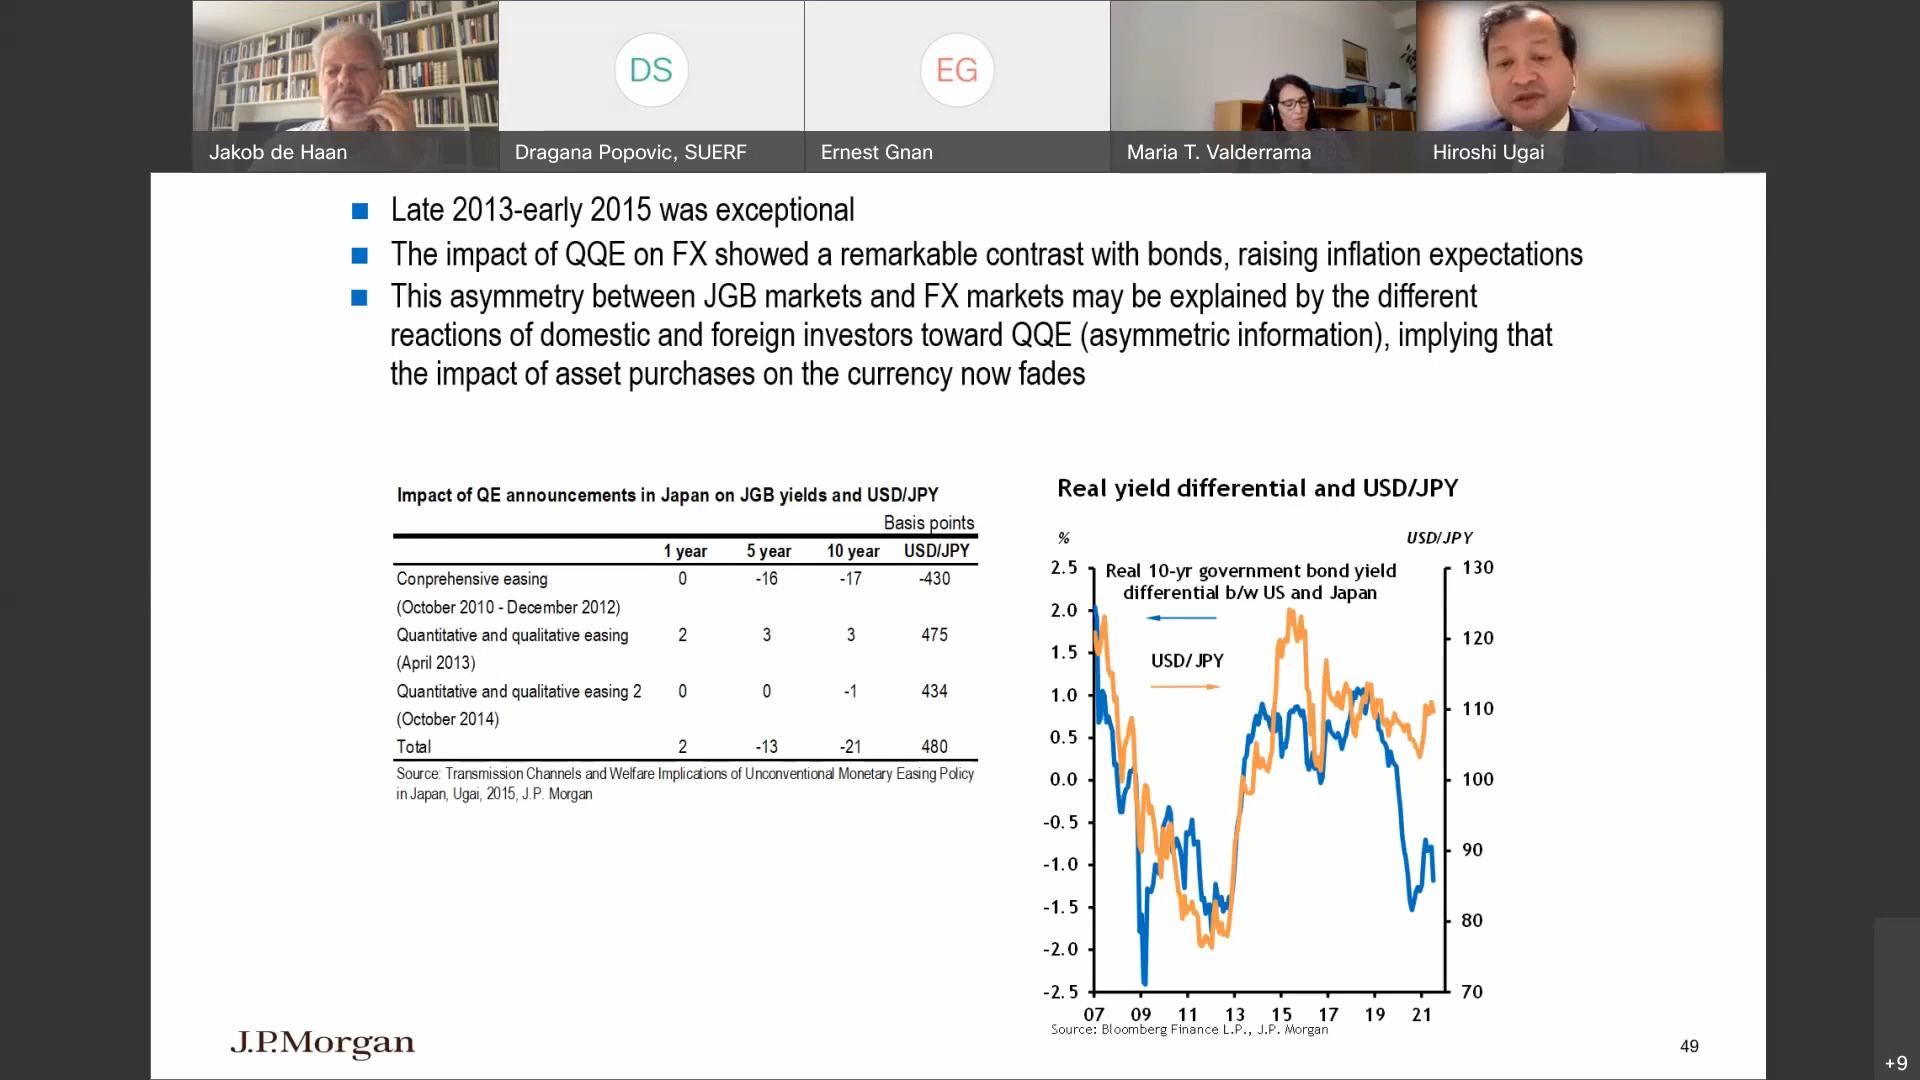 DS
EG
Jakob de Haan
Dragana Popovic, SUERF
Ernest Gnan
Maria T. Valderrama
Hiroshi Ugai
Late 2013-early 2015 was exceptional
The impact of QQE on FX showed a remarkable contrast with bonds, raising inflation expectations
This asymmetry between JGB markets and FX markets may be explained by the different
reactions of domestic and foreign investors toward QQE (asymmetric information), implying that
the impact of asset purchases on the currency now fades
Impact of QE announcements in Japan on JGB yields and USD/JPY
Basis points
1 year 5 year 10 year USD/JPY
Conprehensive easing 0 -16 -17 -430
(October 2010 - December 2012)
Quantitative and qualitative easing 2 3 3 475
(April 2013)
Quantitative and qualitative easing 2 0 0 -1 434
(October 2014)
Total 2 -13 -21 480
Source: Transmission Channels and Welfare Implications of Unconventional Monetary Easing Policy
in Japan, Ugai, 2015, J.P. Morgan
Real yield differential and USD/JPY
% USD/JPY
Real 10-yr government bond yield
differential b/w US and Japan
USD/JPY
2.5
2.0
1.5
1.0
0.5
0.0
-0.5
-1.0
-1.5
-2.0
-2.5
130
120
110
100
90
80
70
07 09 11 13 15 17 19 21
Source: Bloomberg Finance L.P., J.P. Morgan
J.P.Morgan
49
+9